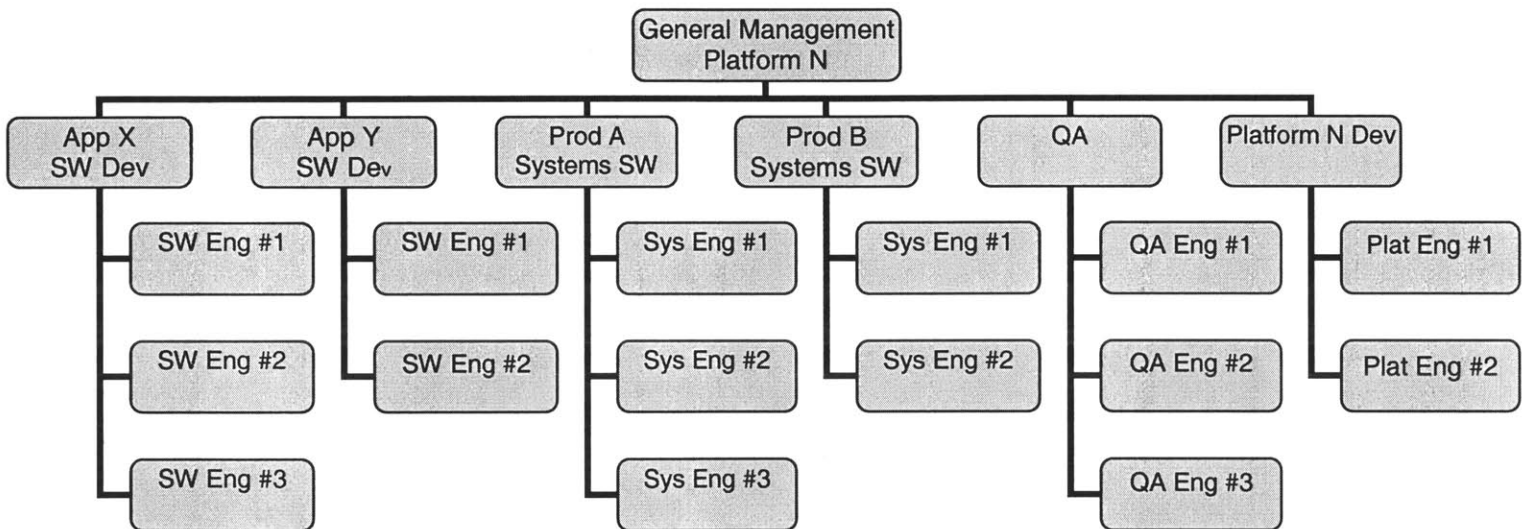 General Management
Platform N
App X
SW Dev
App Y
SW Dev
Prod A
Systems SW
Prod B
Systems SW
QA
Platform N Dev
SW Eng #1
SW Eng #1
Sys Eng #1
Sys Eng #1
QA Eng #1
Plat Eng #1
SW Eng #2
SW Eng #2
Sys Eng #2
Sys Eng #2
QA Eng #2
Plat Eng #2
SW Eng #3
Sys Eng #3
QA Eng #3